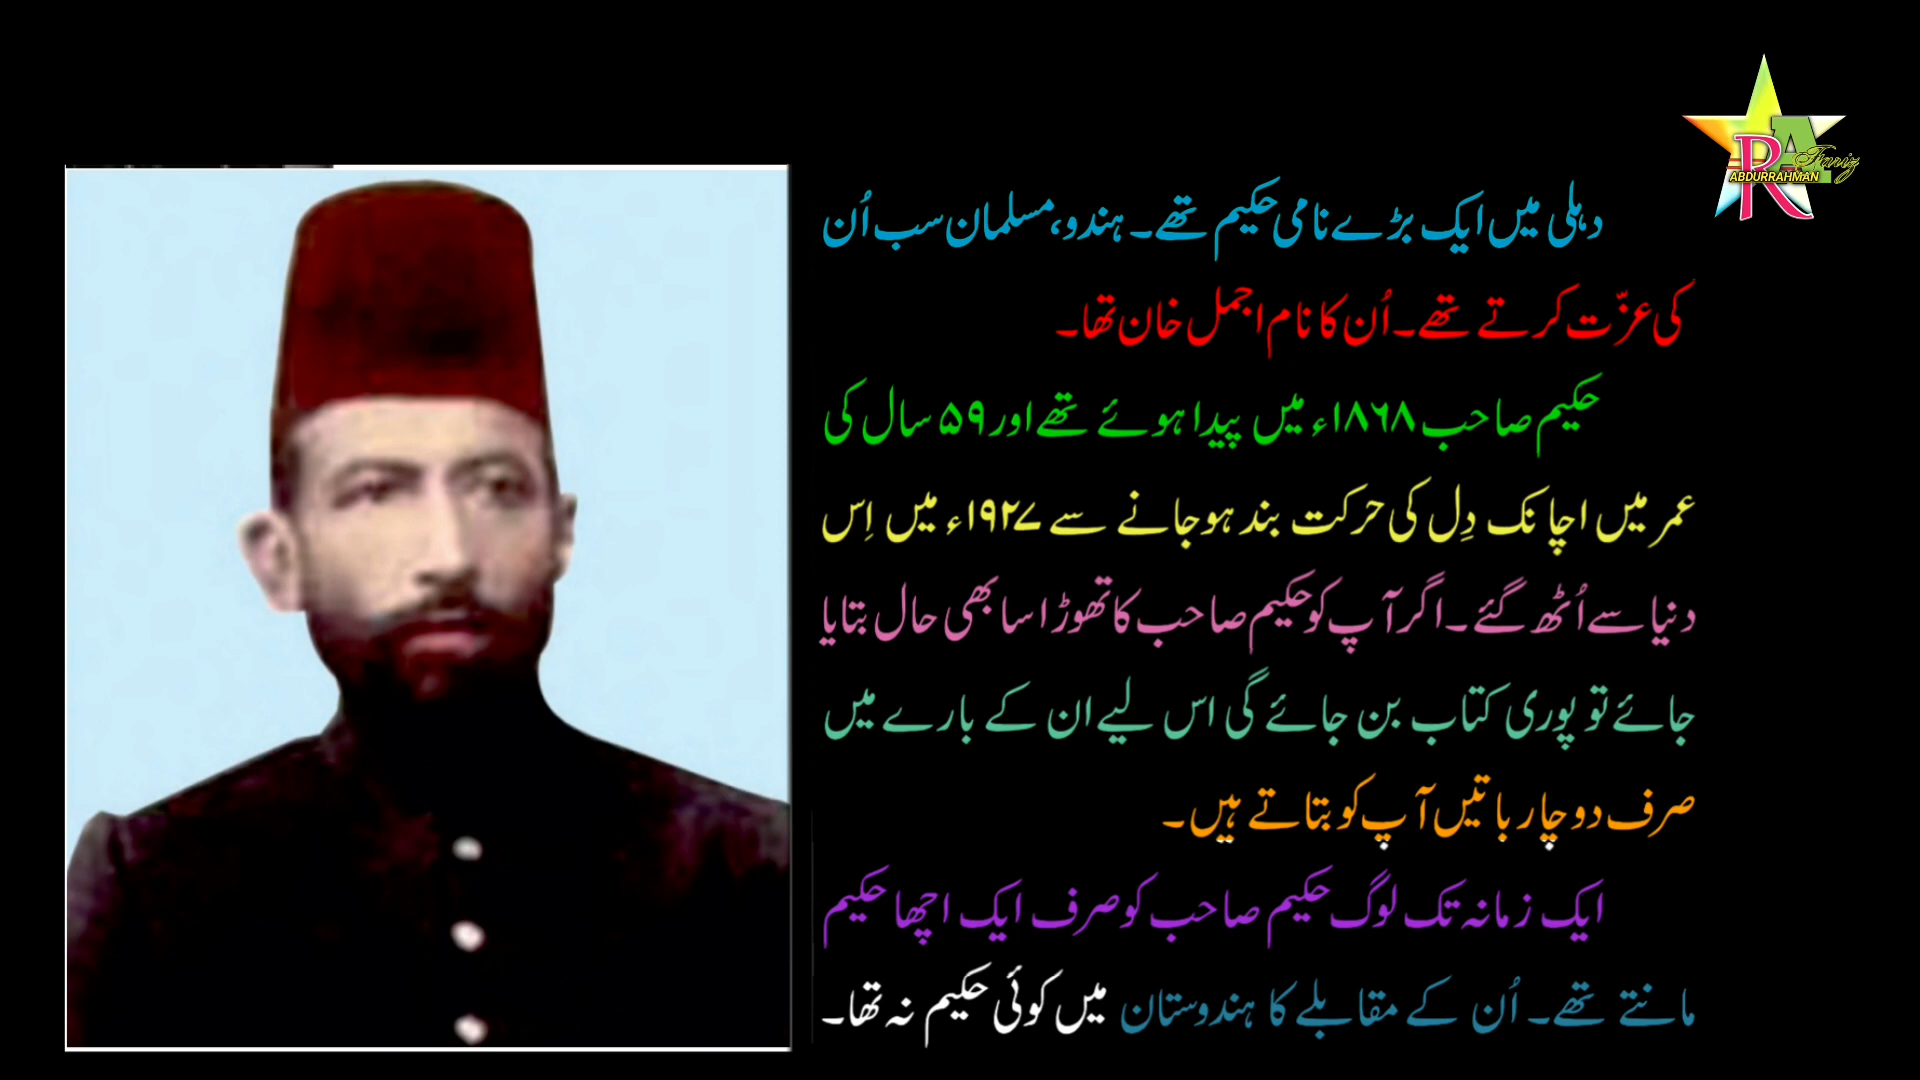 دہلی میں ایک بڑے نامی حکیم تھے۔ ہندو، مسلمان سب اُن
کی عزّت کرتے تھے۔ اُن کا نام اجمل خان تھا۔
حکیم صاحب ۱۸۶۸ء میں پیدا ہوئے تھے اور ۵۹ سال کی
عمر میں اچانک دِل کی حرکت بند ہوجانے سے ۱۹۲۷ء میں اِس
دنیا سے اُٹھ گئے۔ اگر آپ کو حکیم صاحب کا تھوڑا سا بھی حال بتایا
جائے تو پوری کتاب بن جائے گی اس لیے ان کے بارے میں
صرف دو چار باتیں آپ کو بتاتے ہیں۔
ایک زمانہ تک لوگ حکیم صاحب کو صرف ایک اچھا حکیم
مانتے تھے۔ اُن کے مقابلے کا ہندوستان میں کوئی حکیم نہ تھا۔
RA
Fariz
ABDURRAHMAN